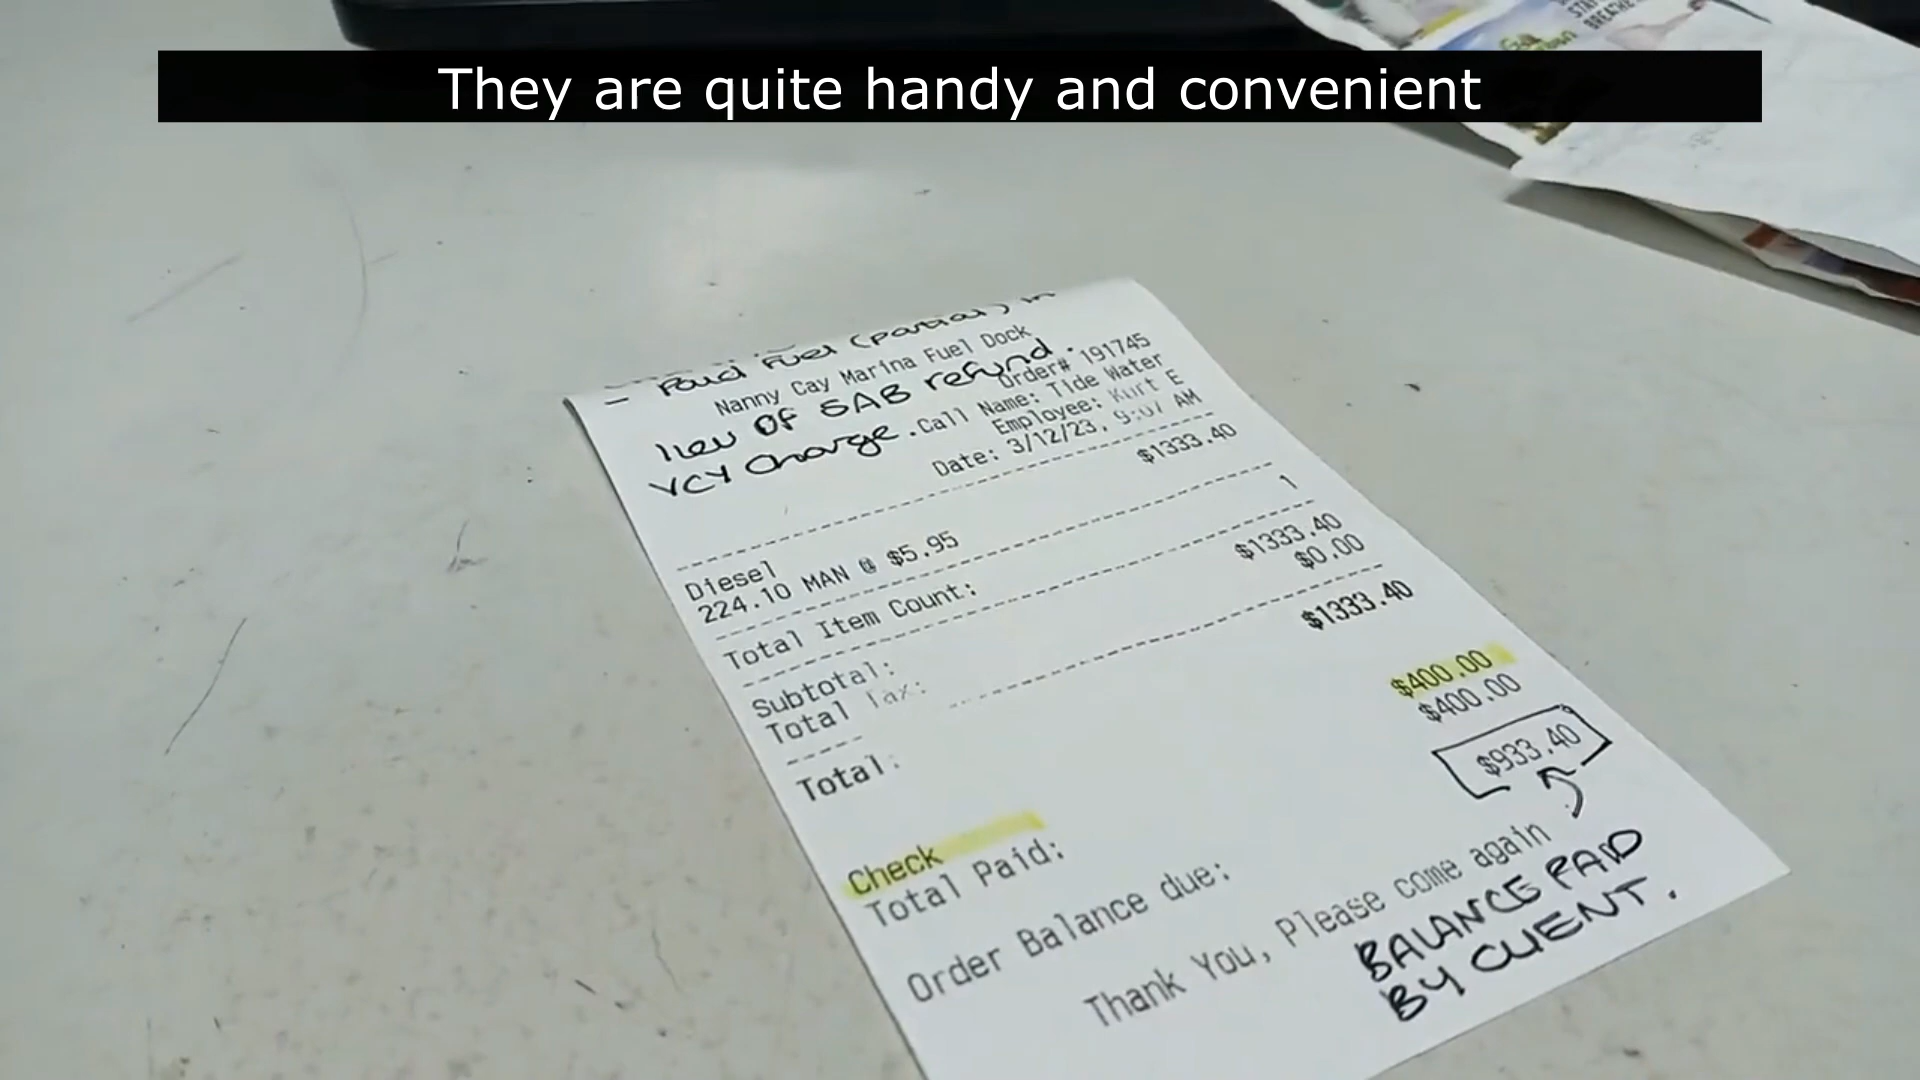 They are quite handy and convenient
STAY
BREATHE
- Paid Fuel (partial) in
Nanny Cay Marina Fuel Dock
lieu Of SAB refund.
Order# 191745
YCY Charge.
Call Name: Tide Water
Employee: Kurt E
Date: 3/12/23, 9:07 AM
Diesel $1333.40
224.10 MAN @ $5.95
Total Item Count: 1
Subtotal: $1333.40
Total Tax: $0.00
Total: $1333.40
Check $400.00
Total Paid: $400.00
Order Balance due: $933.40
Thank You, Please come again
BALANCE PAID
BY CLIENT.